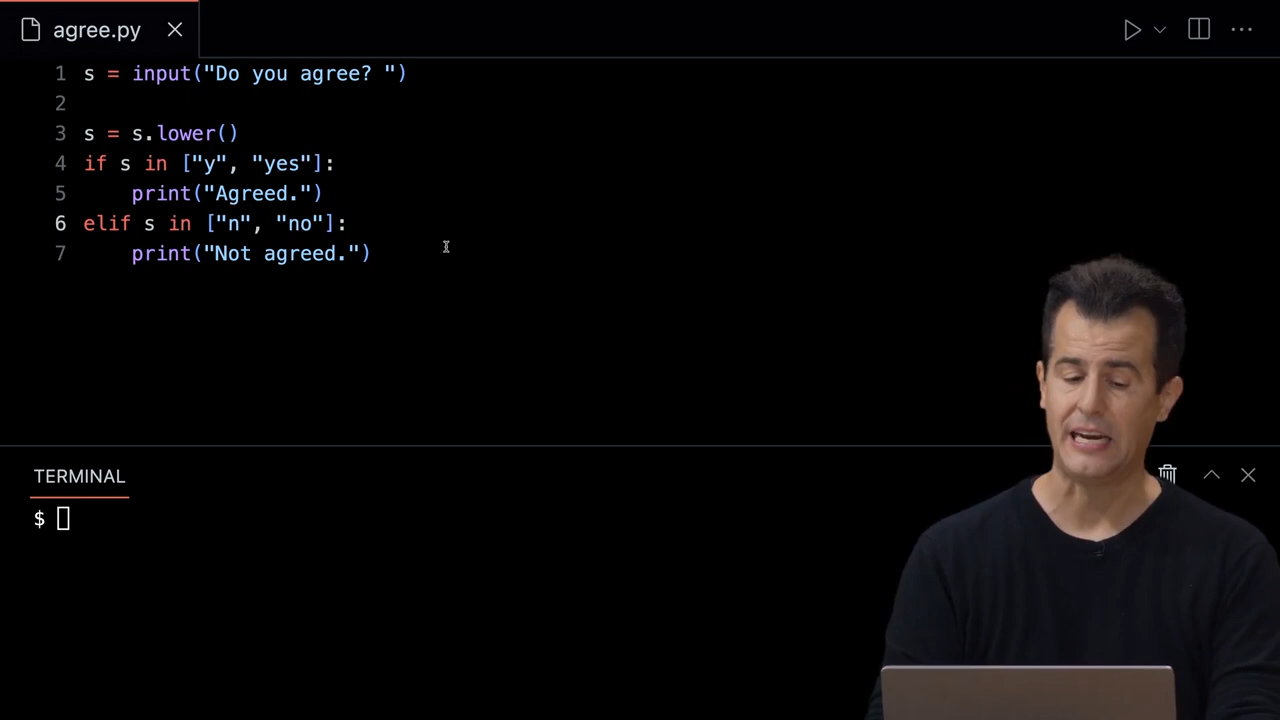 agree.py
1 s = input("Do you agree? ")
2
3 s = s.lower()
4 if s in ["y", "yes"]:
5     print("Agreed.")
6 elif s in ["n", "no"]:
7     print("Not agreed.")
TERMINAL
$